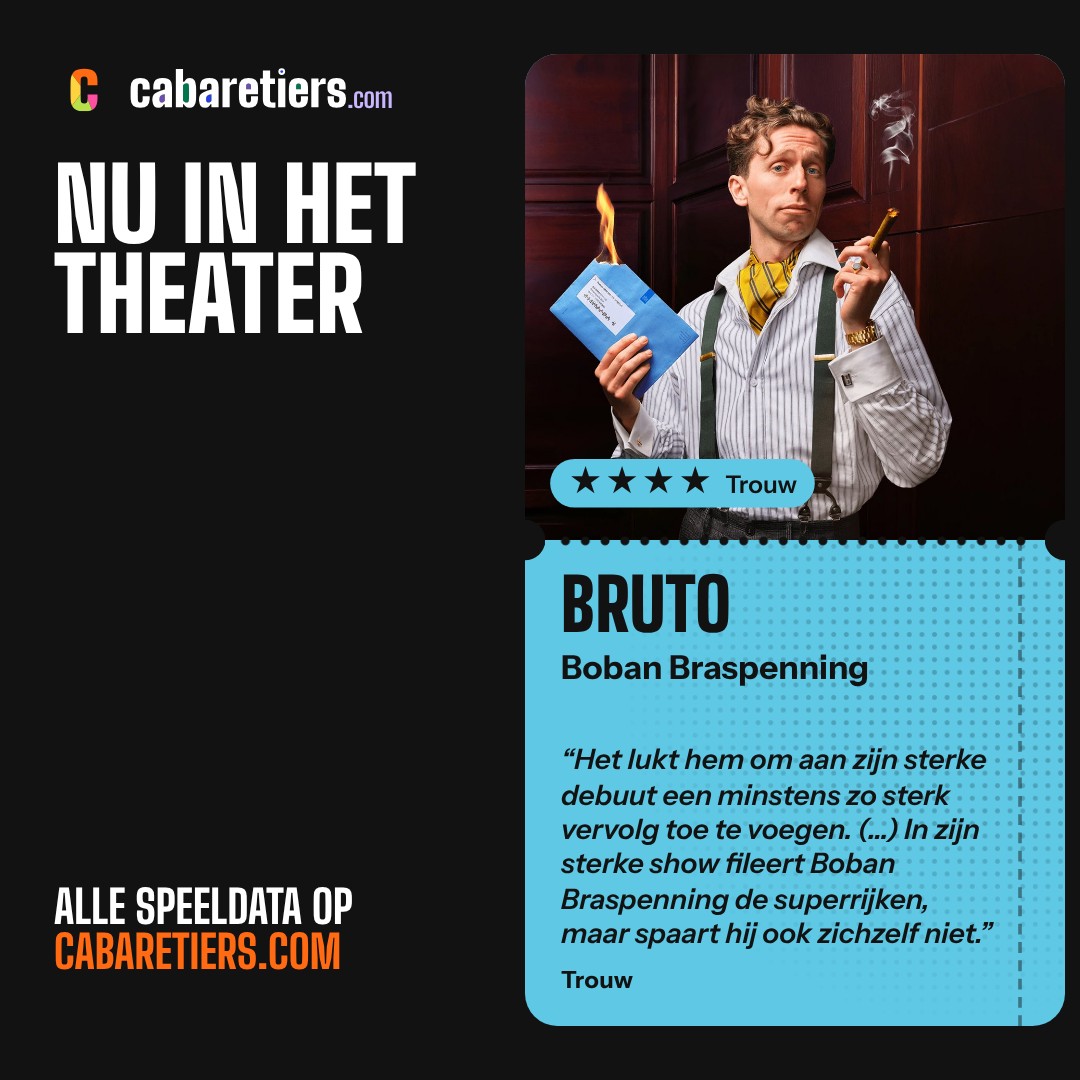 cabaretiers.com
NU IN HET
THEATER
★★★★ Trouw
BRUTO
Boban Braspenning
“Het lukt hem om aan zijn sterke
debuut een minstens zo sterk
vervolg toe te voegen. (...) In zijn
sterke show fileert Boban
Braspenning de superrijken,
maar spaart hij ook zichzelf niet.”
Trouw
ALLE SPEELDATA OP
CABARETIERS.COM